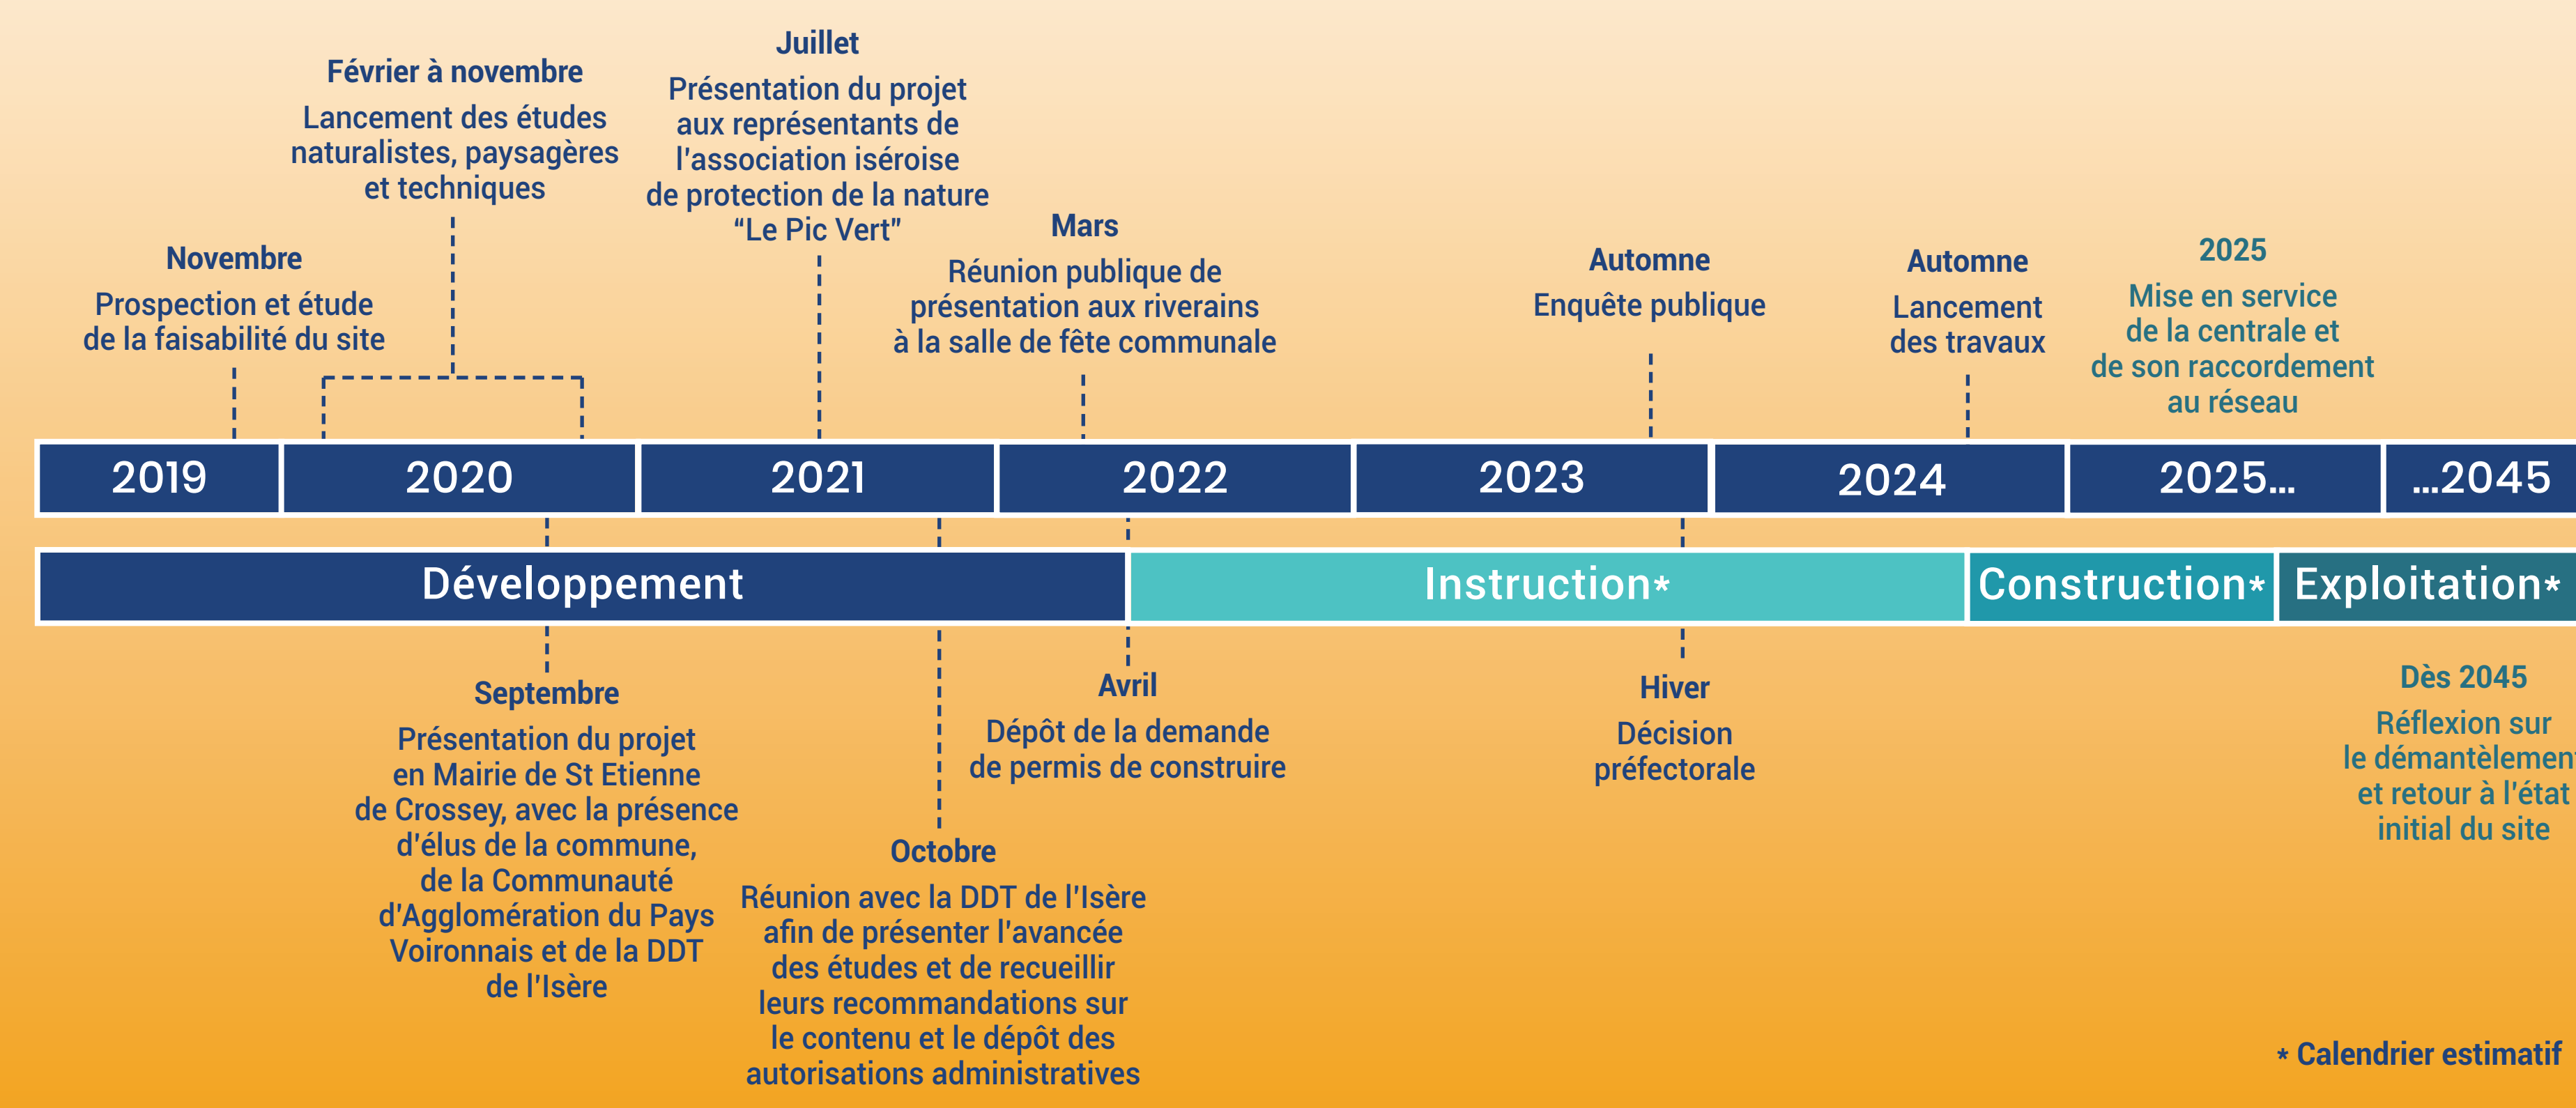 Février à novembre
Lancement des études
naturalistes, paysagères
et techniques
Juillet
Présentation du projet
aux représentants de
l'association iséroise
de protection de la nature
“Le Pic Vert”
Novembre
Prospection et étude
de la faisabilité du site
Mars
Réunion publique de
présentation aux riverains
à la salle de fête communale
Automne
Enquête publique
Automne
Lancement
des travaux
2025
Mise en service
de la centrale et
de son raccordement
au réseau
2019
2020
2021
2022
2023
2024
2025...
...2045
Développement
Instruction*
Construction*
Exploitation*
Septembre
Présentation du projet
en Mairie de St Etienne
de Crossey, avec la présence
d'élus de la commune,
de la Communauté
d'Agglomération du Pays
Voironnais et de la DDT
de l'Isère
Octobre
Réunion avec la DDT de l'Isère
afin de présenter l'avancée
des études et de recueillir
leurs recommandations sur
le contenu et le dépôt des
autorisations administratives
Avril
Dépôt de la demande
de permis de construire
Hiver
Décision
préfectorale
Dès 2045
Réflexion sur
le démantèlement
et retour à l'état
initial du site
* Calendrier estimatif